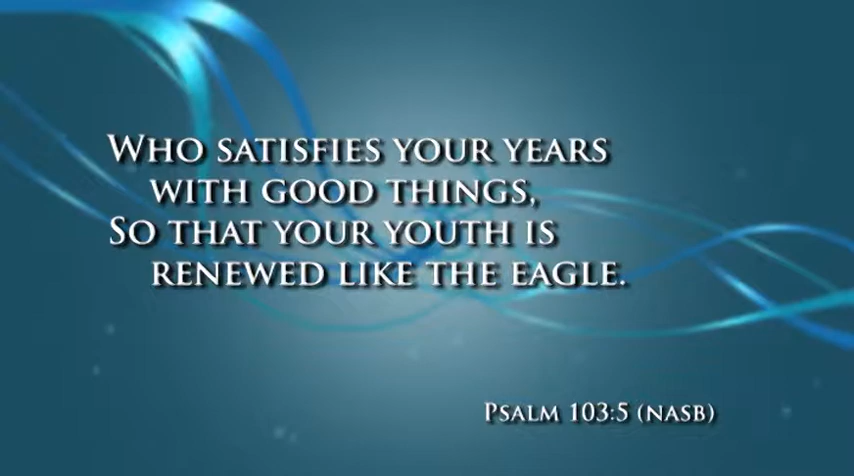 Who satisfies your years
with good things,
So that your youth is
renewed like the eagle.
Psalm 103:5 (NASB)